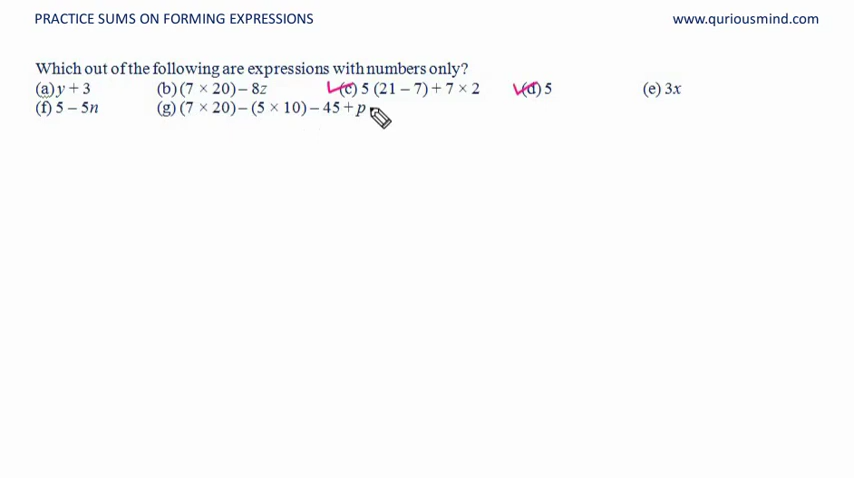 PRACTICE SUMS ON FORMING EXPRESSIONS www.quriousmind.com
Which out of the following are expressions with numbers only?
(a) y + 3 (b) (7 × 20) – 8z (c) 5 (21 – 7) + 7 × 2 (d) 5 (e) 3x
(f) 5 – 5n (g) (7 × 20) – (5 × 10) – 45 + p